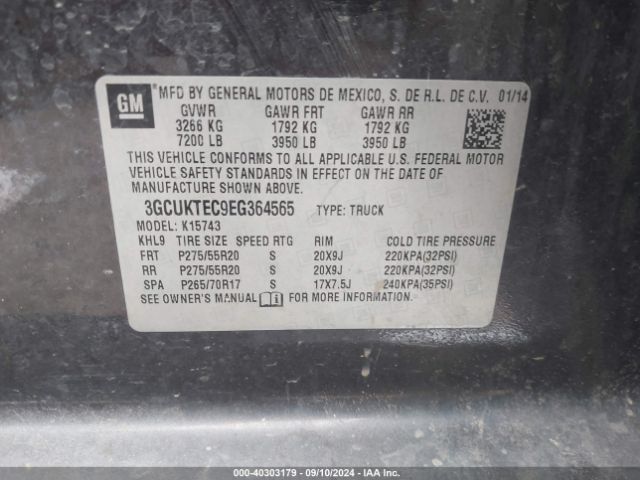 GM
MFD BY GENERAL MOTORS DE MEXICO, S. DE R.L. DE C.V. 01/14
GVWR GAWR FRT GAWR RR
3266 KG 1792 KG 1792 KG
7200 LB 3950 LB 3950 LB
THIS VEHICLE CONFORMS TO ALL APPLICABLE U.S. FEDERAL MOTOR
VEHICLE SAFETY STANDARDS IN EFFECT ON THE DATE OF
MANUFACTURE SHOWN ABOVE.
3GCUKTEC9EG364565 TYPE: TRUCK
MODEL: K15743
KHL9 TIRE SIZE SPEED RTG RIM COLD TIRE PRESSURE
FRT P275/55R20 S 20X9J 220KPA(32PSI)
RR P275/55R20 S 20X9J 220KPA(32PSI)
SPA P265/70R17 S 17X7.5J 240KPA(35PSI)
SEE OWNER'S MANUAL FOR MORE INFORMATION.
000-40303179 - 09/10/2024 - IAA Inc.